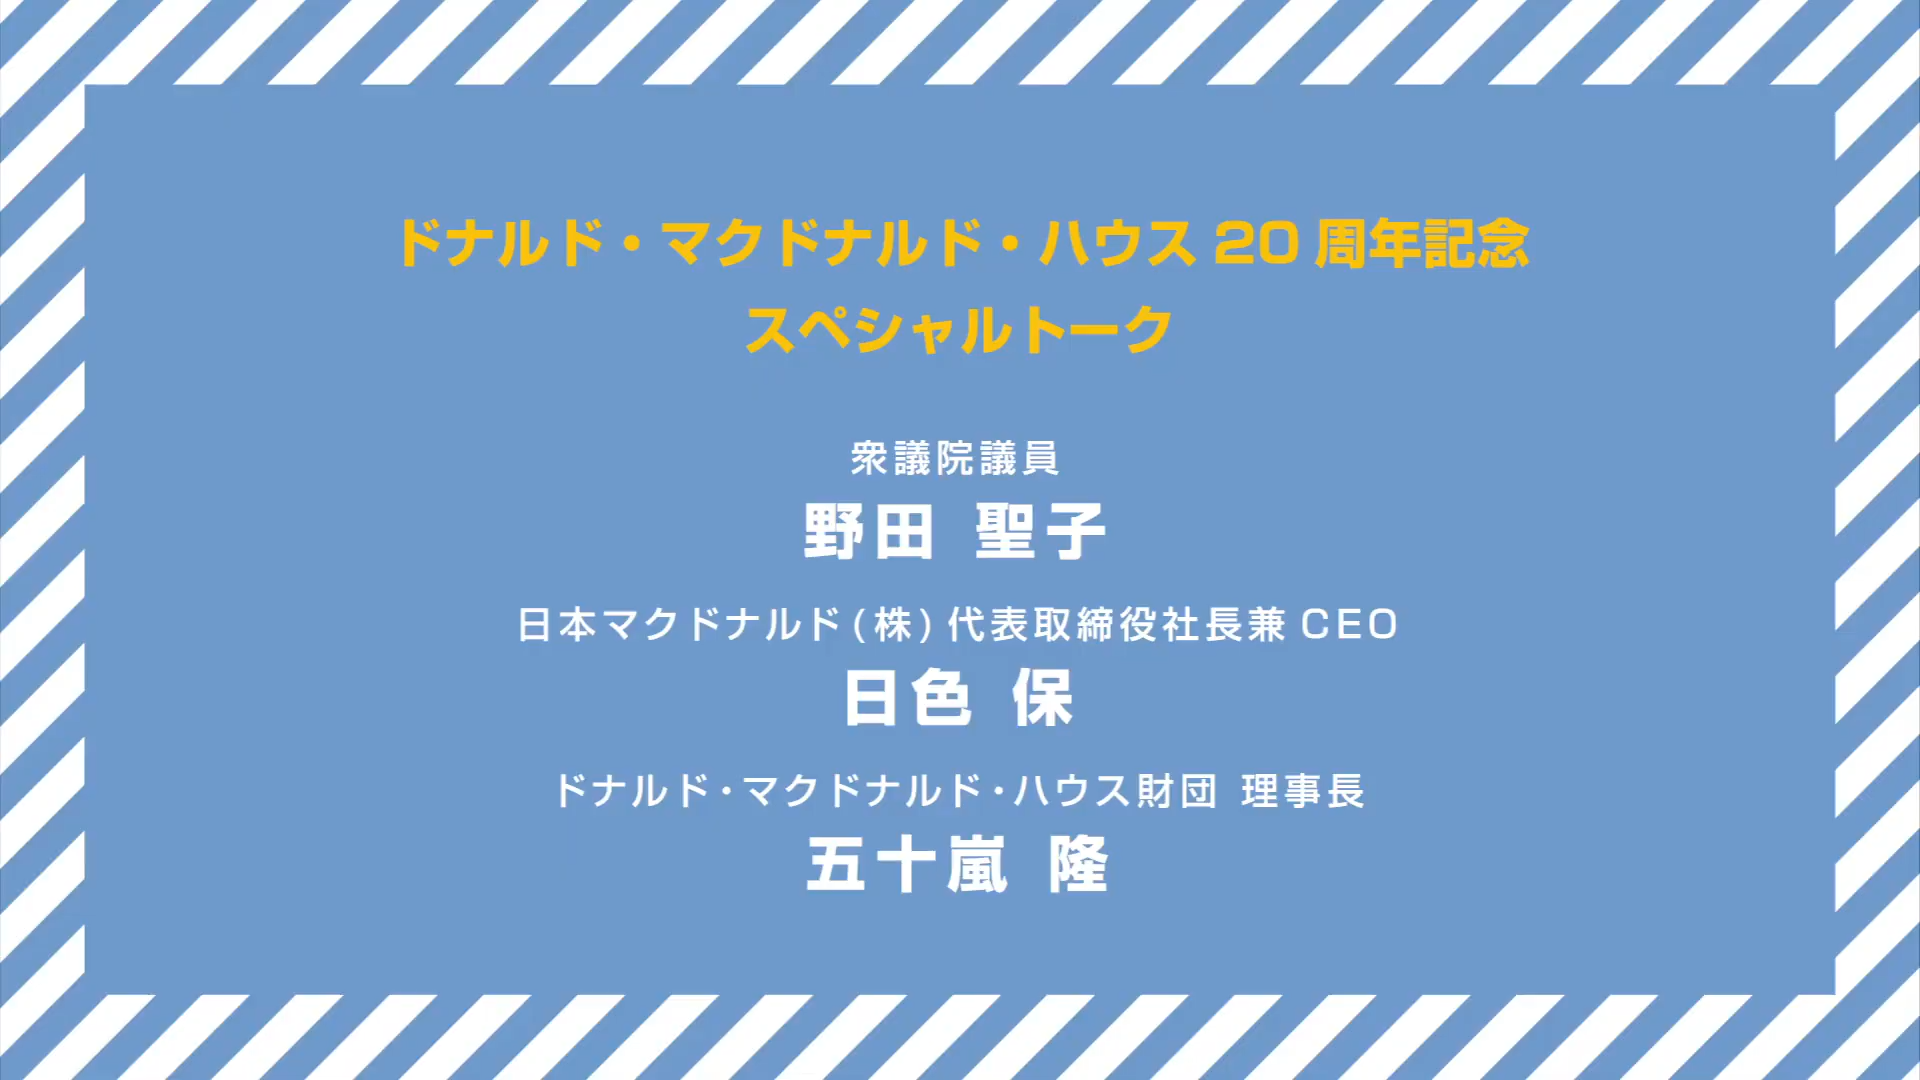 ドナルド・マクドナルド・ハウス 20 周年記念
スペシャルトーク
衆議院議員
野田 聖子
日本マクドナルド(株)代表取締役社長兼 CEO
日色 保
ドナルド・マクドナルド・ハウス財団 理事長
五十嵐 隆